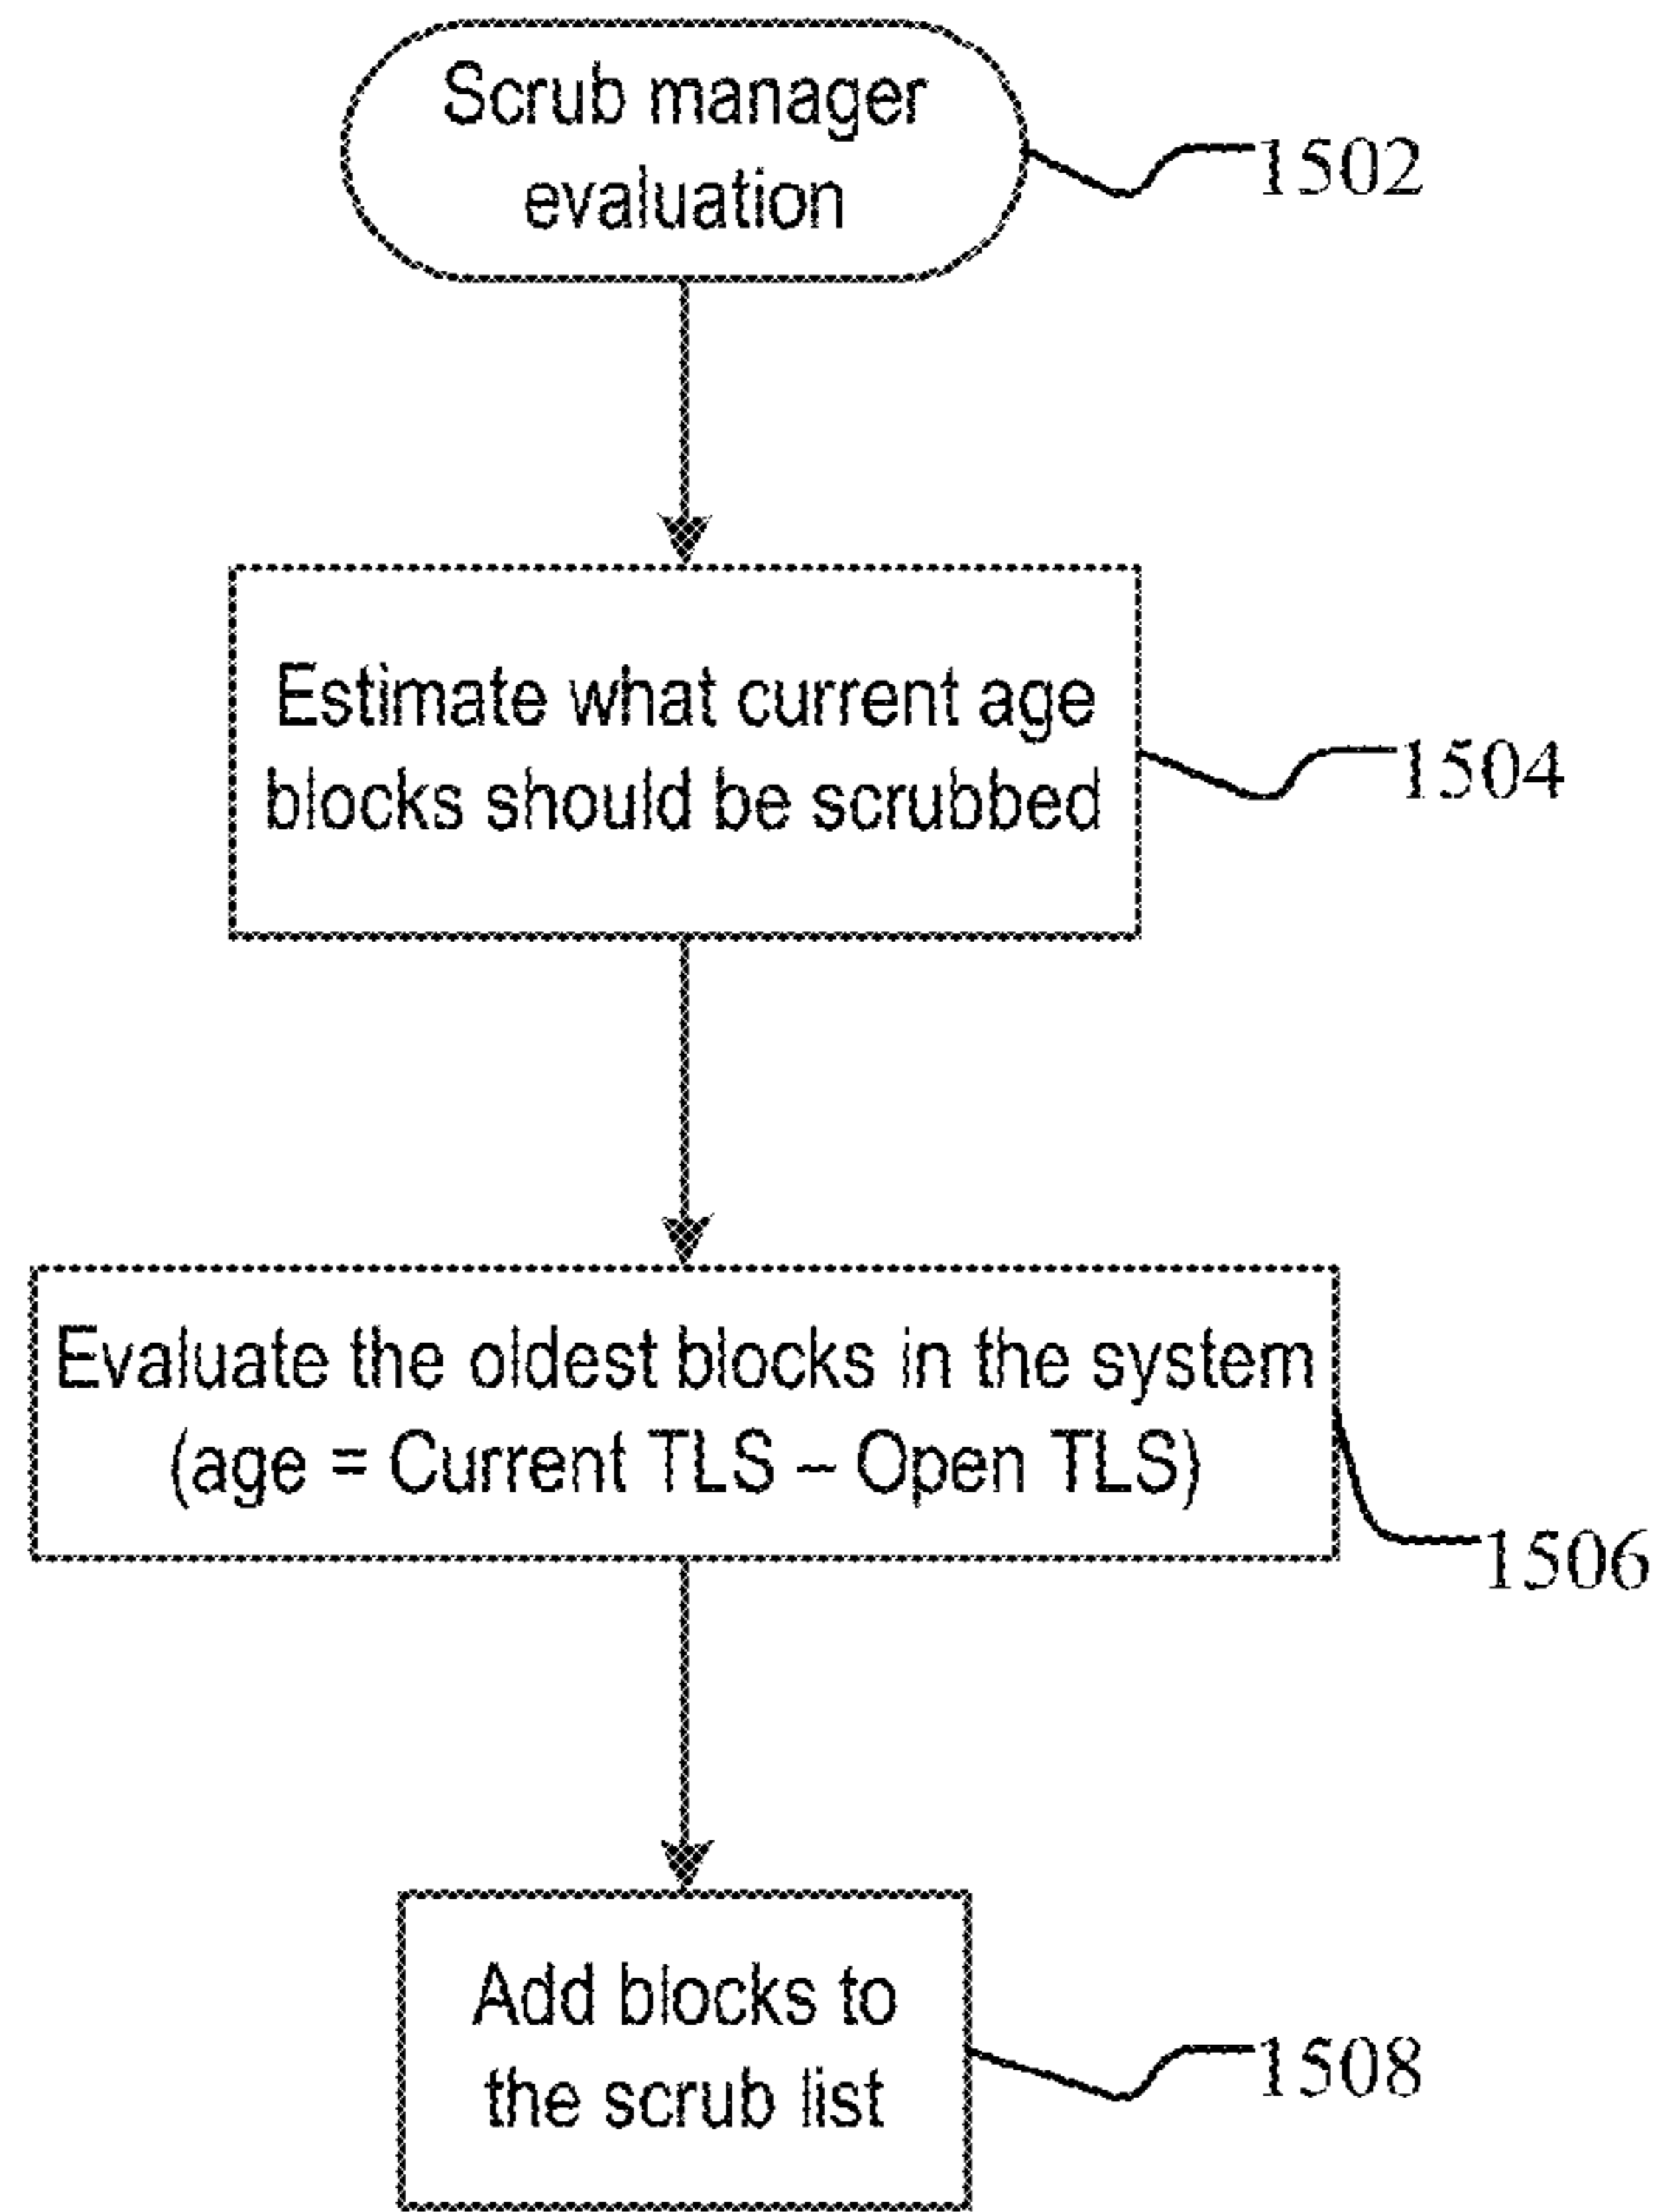 Scrub manager
evaluation
1502
Estimate what current age
blocks should be scrubbed
1504
Evaluate the oldest blocks in the system
(age = Current TLS – Open TLS)
1506
Add blocks to
the scrub list
1508